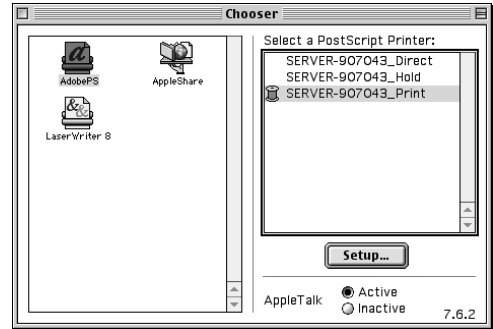 Chooser
AdobePS
AppleShare
LaserWriter 8
Select a PostScript Printer:
SERVER-907043_Direct
SERVER-907043_Hold
SERVER-907043_Print
Setup...
AppleTalk
Active
Inactive
7.6.2